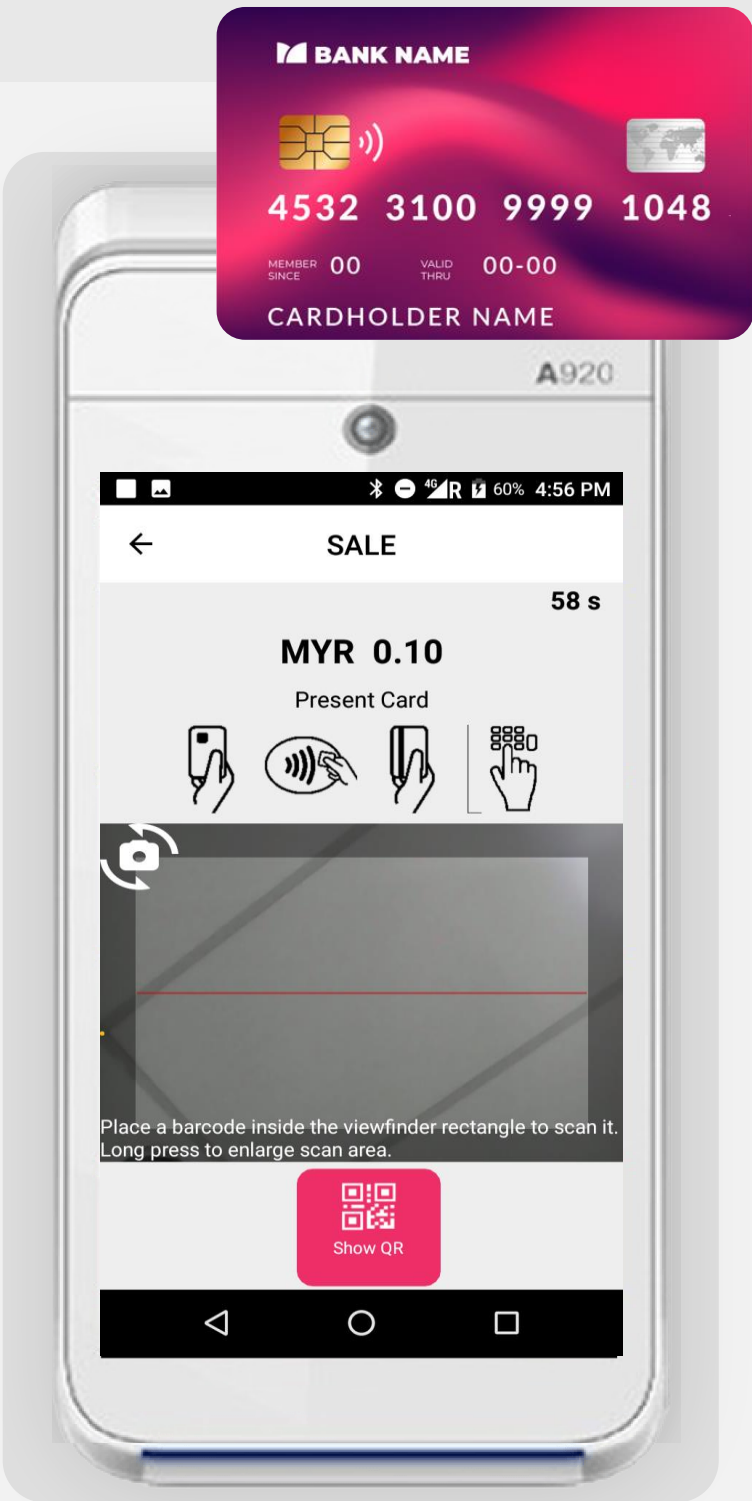 BANK NAME
4532 3100 9999 1048
MEMBER SINCE 00 VALID THRU 00-00
CARDHOLDER NAME
A920
4G R 60% 4:56 PM
SALE
58 s
MYR 0.10
Present Card
Place a barcode inside the viewfinder rectangle to scan it.
Long press to enlarge scan area.
Show QR